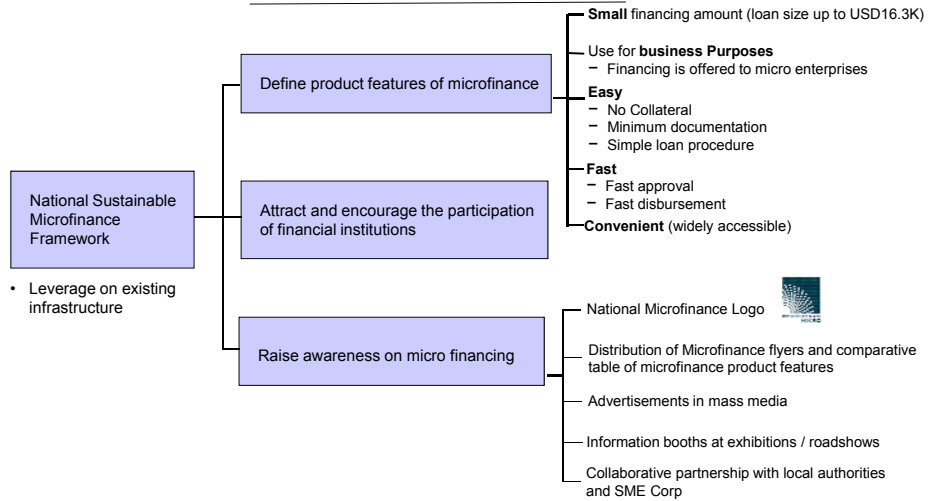 National Sustainable
Microfinance
Framework
• Leverage on existing
infrastructure
Define product features of microfinance
Small financing amount (loan size up to USD16.3K)
Use for business Purposes
− Financing is offered to micro enterprises
Easy
− No Collateral
− Minimum documentation
− Simple loan procedure
Fast
− Fast approval
− Fast disbursement
Convenient (widely accessible)
Attract and encourage the participation
of financial institutions
Raise awareness on micro financing
National Microfinance Logo
Distribution of Microfinance flyers and comparative
table of microfinance product features
Advertisements in mass media
Information booths at exhibitions / roadshows
Collaborative partnership with local authorities
and SME Corp